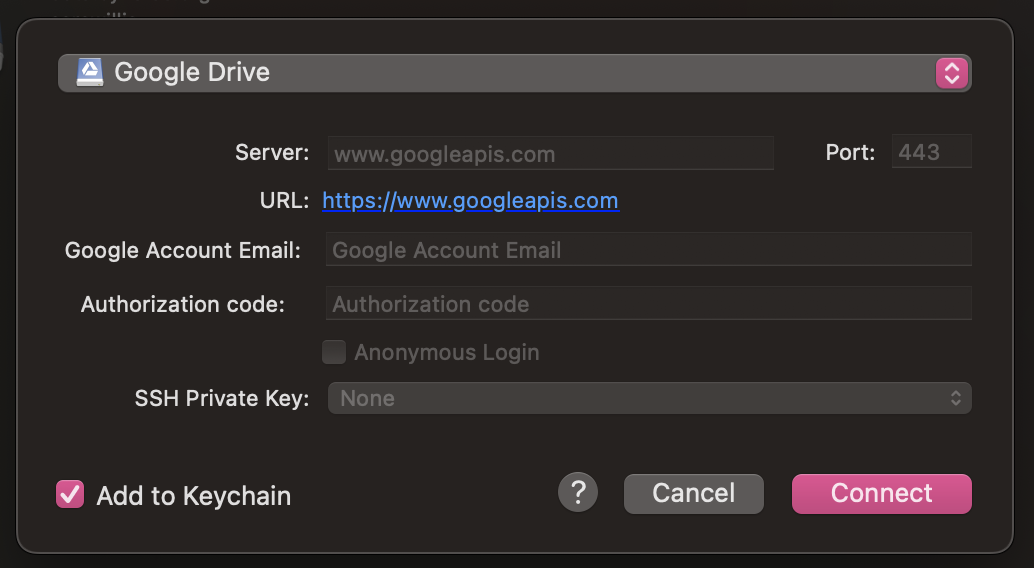 Google Drive
Server: www.googleapis.com Port: 443
URL: https://www.googleapis.com
Google Account Email: Google Account Email
Authorization code: Authorization code
Anonymous Login
SSH Private Key: None
Add to Keychain ? Cancel Connect